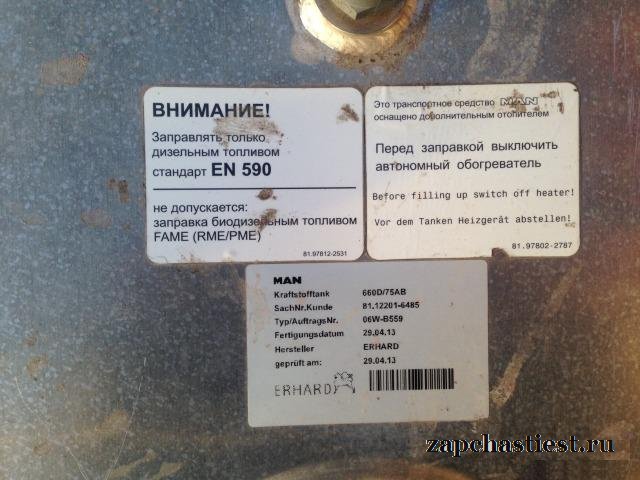 ВНИМАНИЕ!
Заправлять только
дизельным топливом
стандарт EN 590
не допускается:
заправка биодизельным топливом
FAME (RME/PME)
81.97812-2531
Это транспортное средство MAN
оснащено дополнительным отопителем
Перед заправкой выключить
автономный обогреватель
Before filling up switch off heater!
Vor dem Tanken Heizgerät abstellen!
81.97802-2787
MAN
Kraftstofftank 660D/75AB
SachNr.Kunde 81.12201-6485
Typ/AuftragsNr. 06W-B559
Fertigungsdatum 29.04.13
Hersteller ERHARD
geprüft am: 29.04.13
ERHARD
zapchastiest.ru